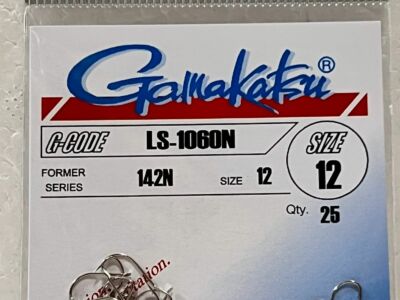 Gamakatsu®
G-CODE LS-1060N SIZE
FORMER SERIES 142N SIZE 12 12
Qty. 25